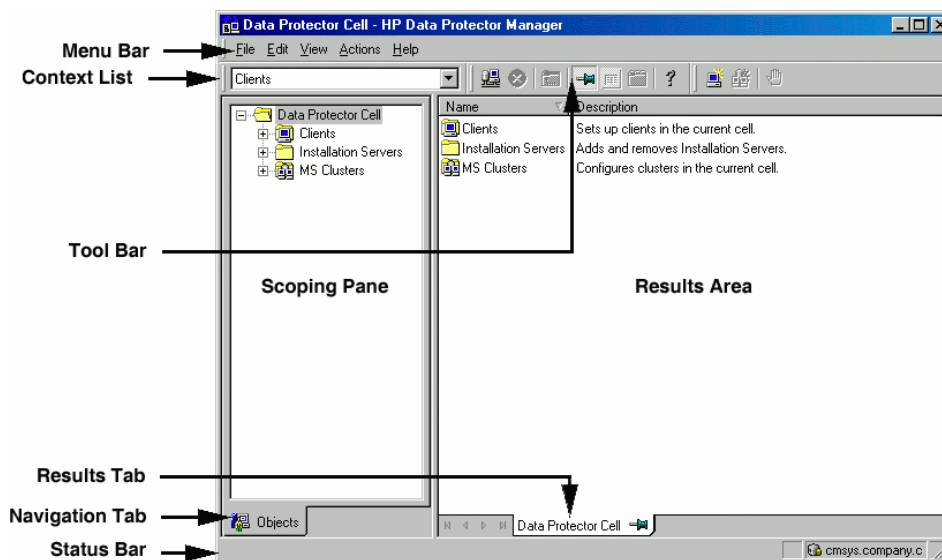 Data Protector Cell - HP Data Protector Manager
Menu Bar
File Edit View Actions Help
Context List
Clients
Name Description
Data Protector Cell
Clients
Installation Servers
MS Clusters
Clients Sets up clients in the current cell.
Installation Servers Adds and removes Installation Servers.
MS Clusters Configures clusters in the current cell.
Tool Bar
Scoping Pane
Results Area
Results Tab
Navigation Tab
Objects
Data Protector Cell
Status Bar
cmsys.company.c